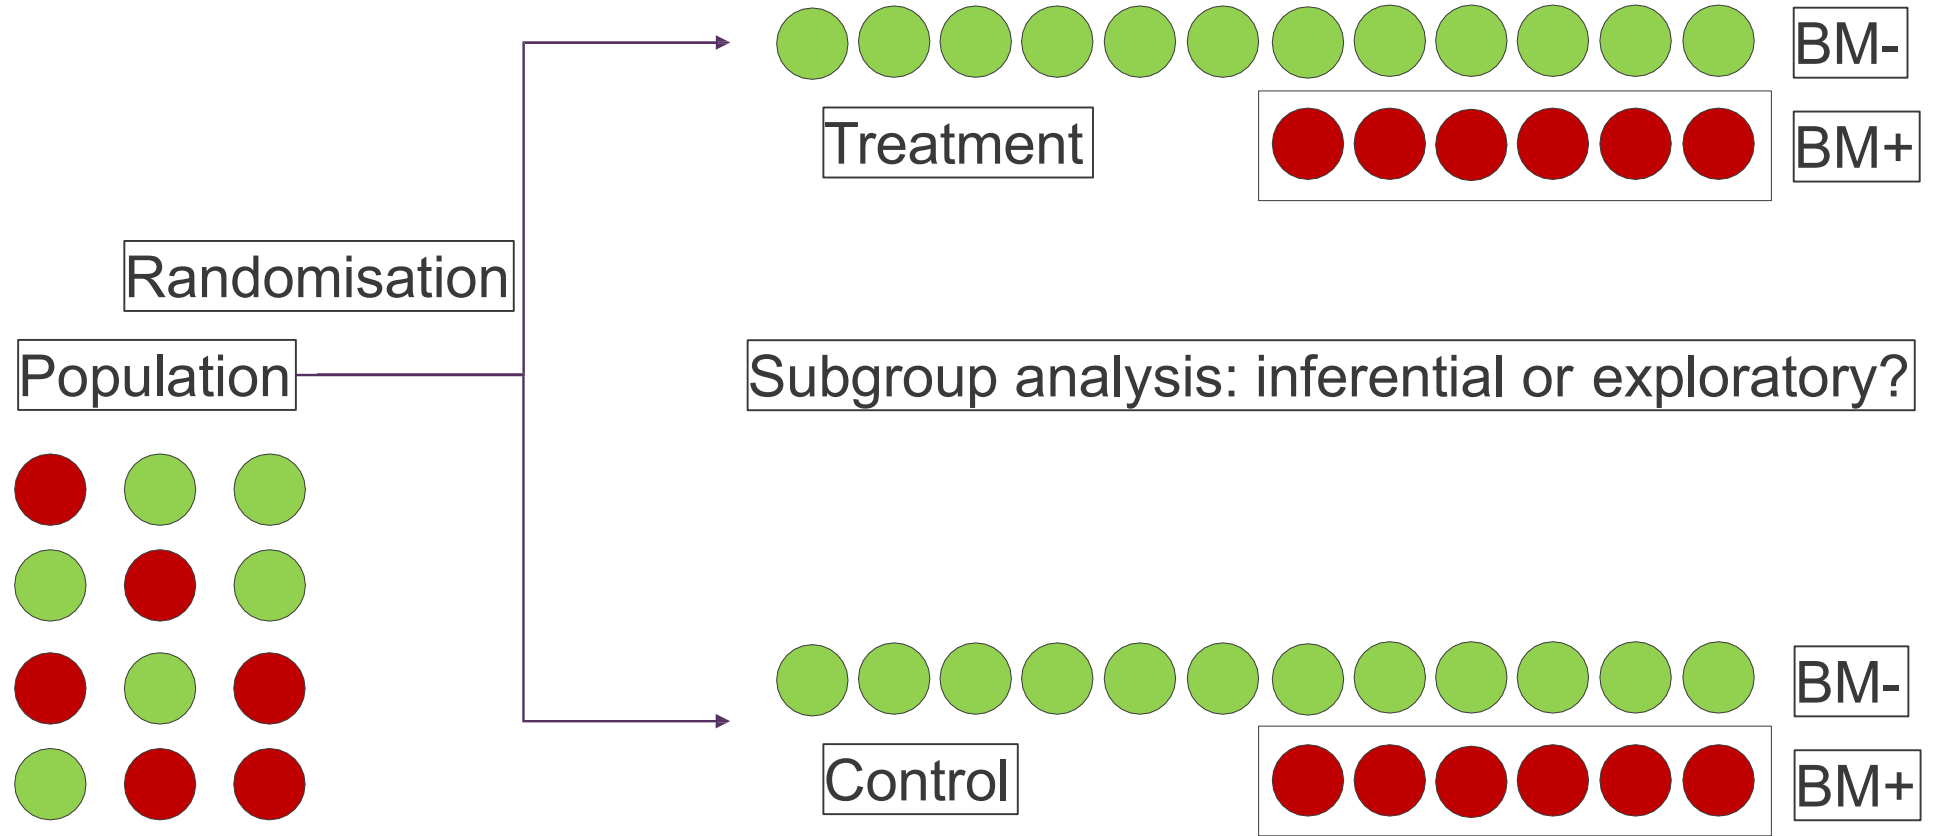 BM-
Treatment
BM+
Randomisation
Population
Subgroup analysis: inferential or exploratory?
BM-
Control
BM+